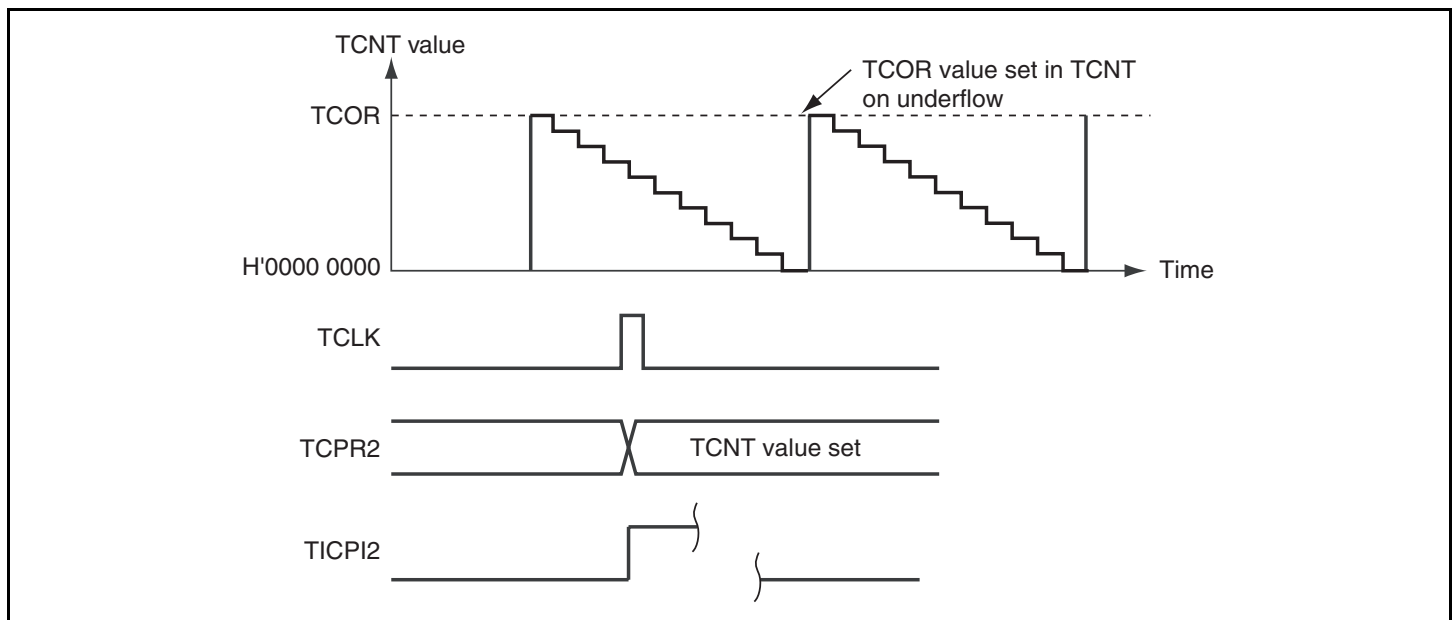 TCNT value
TCOR value set in TCNT
on underflow
TCOR
H'0000 0000
Time
TCLK
TCPR2
TCNT value set
TICPI2